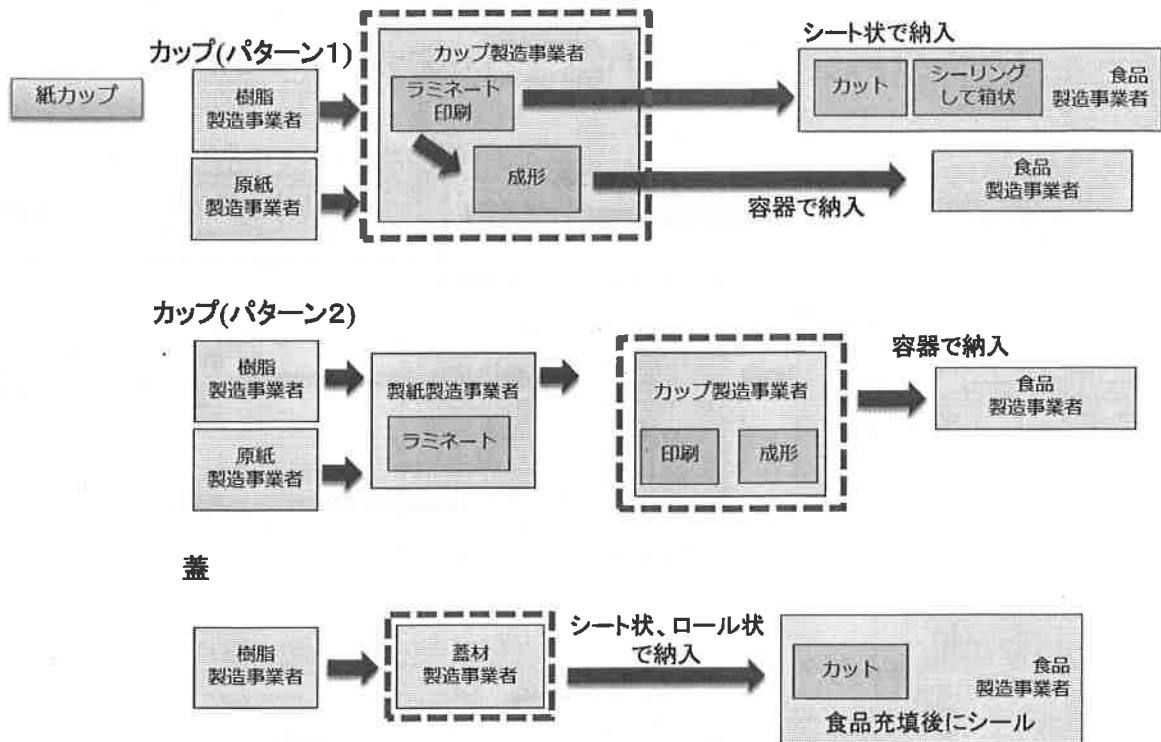 紙カップ
カップ(パターン1)
樹脂
製造事業者
原紙
製造事業者
カップ製造事業者
ラミネート
印刷
成形
シート状で納入
カット
シーリング
して箱状
食品
製造事業者
容器で納入
食品
製造事業者
カップ(パターン2)
樹脂
製造事業者
原紙
製造事業者
製紙製造事業者
ラミネート
カップ製造事業者
印刷
成形
容器で納入
食品
製造事業者
蓋
樹脂
製造事業者
蓋材
製造事業者
シート状、ロール状
で納入
カット
食品
製造事業者
食品充填後にシール